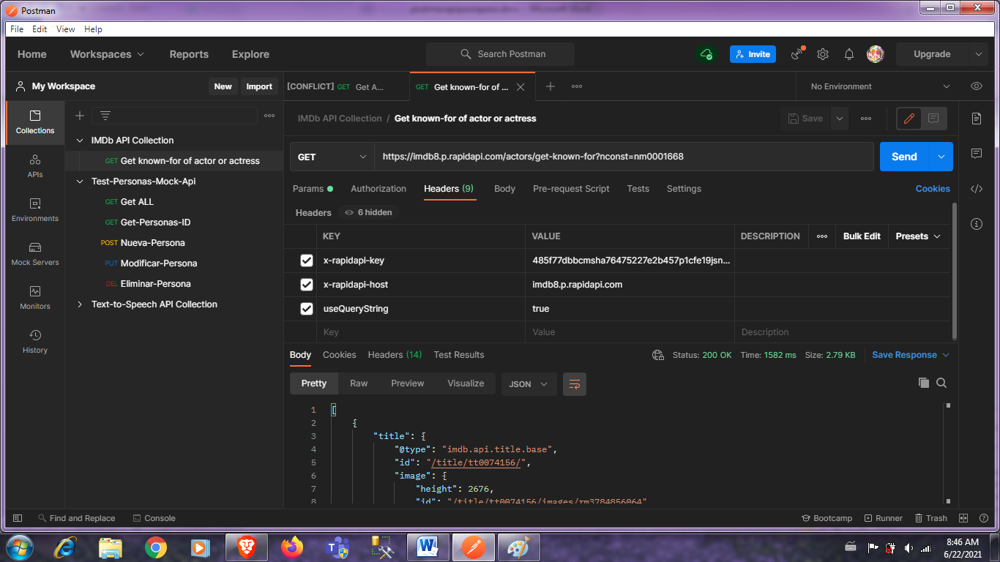 Postman
File Edit View Help
Home Workspaces Reports Explore Search Postman Invite Upgrade
My Workspace New Import [CONFLICT] GET Get A... GET Get known-for of ... No Environment
IMDb API Collection / Get known-for of actor or actress Save
Collections
APIs
Environments
Mock Servers
Monitors
History
IMDb API Collection
GET Get known-for of actor or actress
Test-Personas-Mock-Api
GET Get ALL
GET Get-Personas-ID
POST Nueva-Persona
PUT Modificar-Persona
DEL Eliminar-Persona
Text-to-Speech API Collection
GET https://imdb8.p.rapidapi.com/actors/get-known-for?nconst=nm0001668 Send
Params Authorization Headers (9) Body Pre-request Script Tests Settings Cookies
Headers 6 hidden
KEY VALUE DESCRIPTION Bulk Edit Presets
x-rapidapi-key 485f77dbbcmsha76475227e2b457p1cfe19jsn...
x-rapidapi-host imdb8.p.rapidapi.com
useQueryString true
Key Value Description
Body Cookies Headers (14) Test Results Status: 200 OK Time: 1582 ms Size: 2.79 KB Save Response
Pretty Raw Preview Visualize JSON
1 [
2 {
3 "title": {
4 "@type": "imdb.api.title.base",
5 "id": "/title/tt0074156/",
6 "image": {
7 "height": 2676,
8 "id": "/title/tt0074156/images/rm3784856064"
Find and Replace Console Bootcamp Runner Trash
8:46 AM
6/22/2021